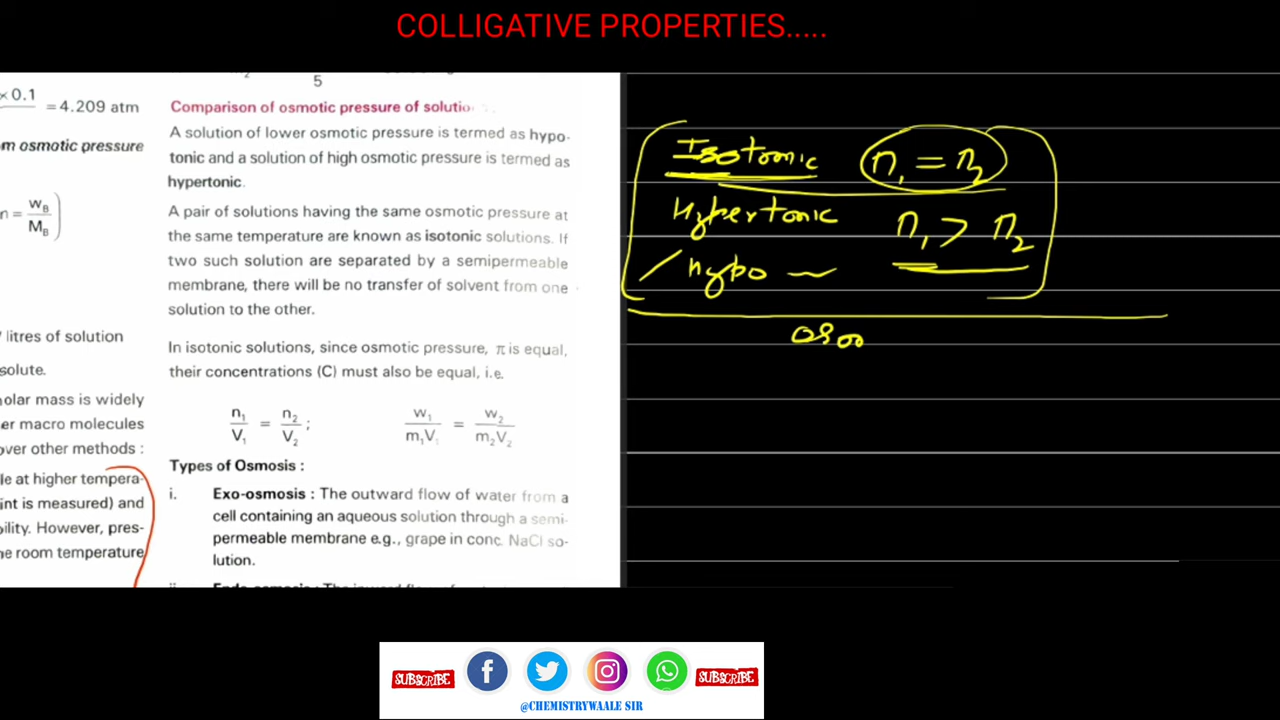 COLLIGATIVE PROPERTIES.....
× 0.1
= 4.209 atm
m osmotic pressure
n = w_B
M_B
litres of solution
solute.
olar mass is widely
er macro molecules
over other methods :
le at higher tempera-
int is measured) and
ility. However, pres-
ne room temperature
5
Comparison of osmotic pressure of solutio
A solution of lower osmotic pressure is termed as hypo-
tonic and a solution of high osmotic pressure is termed as
hypertonic.
A pair of solutions having the same osmotic pressure at
the same temperature are known as isotonic solutions. If
two such solution are separated by a semipermeable
membrane, there will be no transfer of solvent from one
solution to the other.
In isotonic solutions, since osmotic pressure, π is equal,
their concentrations (C) must also be equal, i.e.
n₁/V₁ = n₂/V₂ ; w₁/m₁V₁ = w₂/m₂V₂
Types of Osmosis :
i. Exo-osmosis : The outward flow of water from a
cell containing an aqueous solution through a semi-
permeable membrane e.g., grape in conc. NaCl so-
lution.
Isotonic n₁ = n₂
Hypertonic n₁ > n₂
/ hypo
SUBSCRIBE
SUBSCRIBE
@CHEMISTRYWAALE SIR